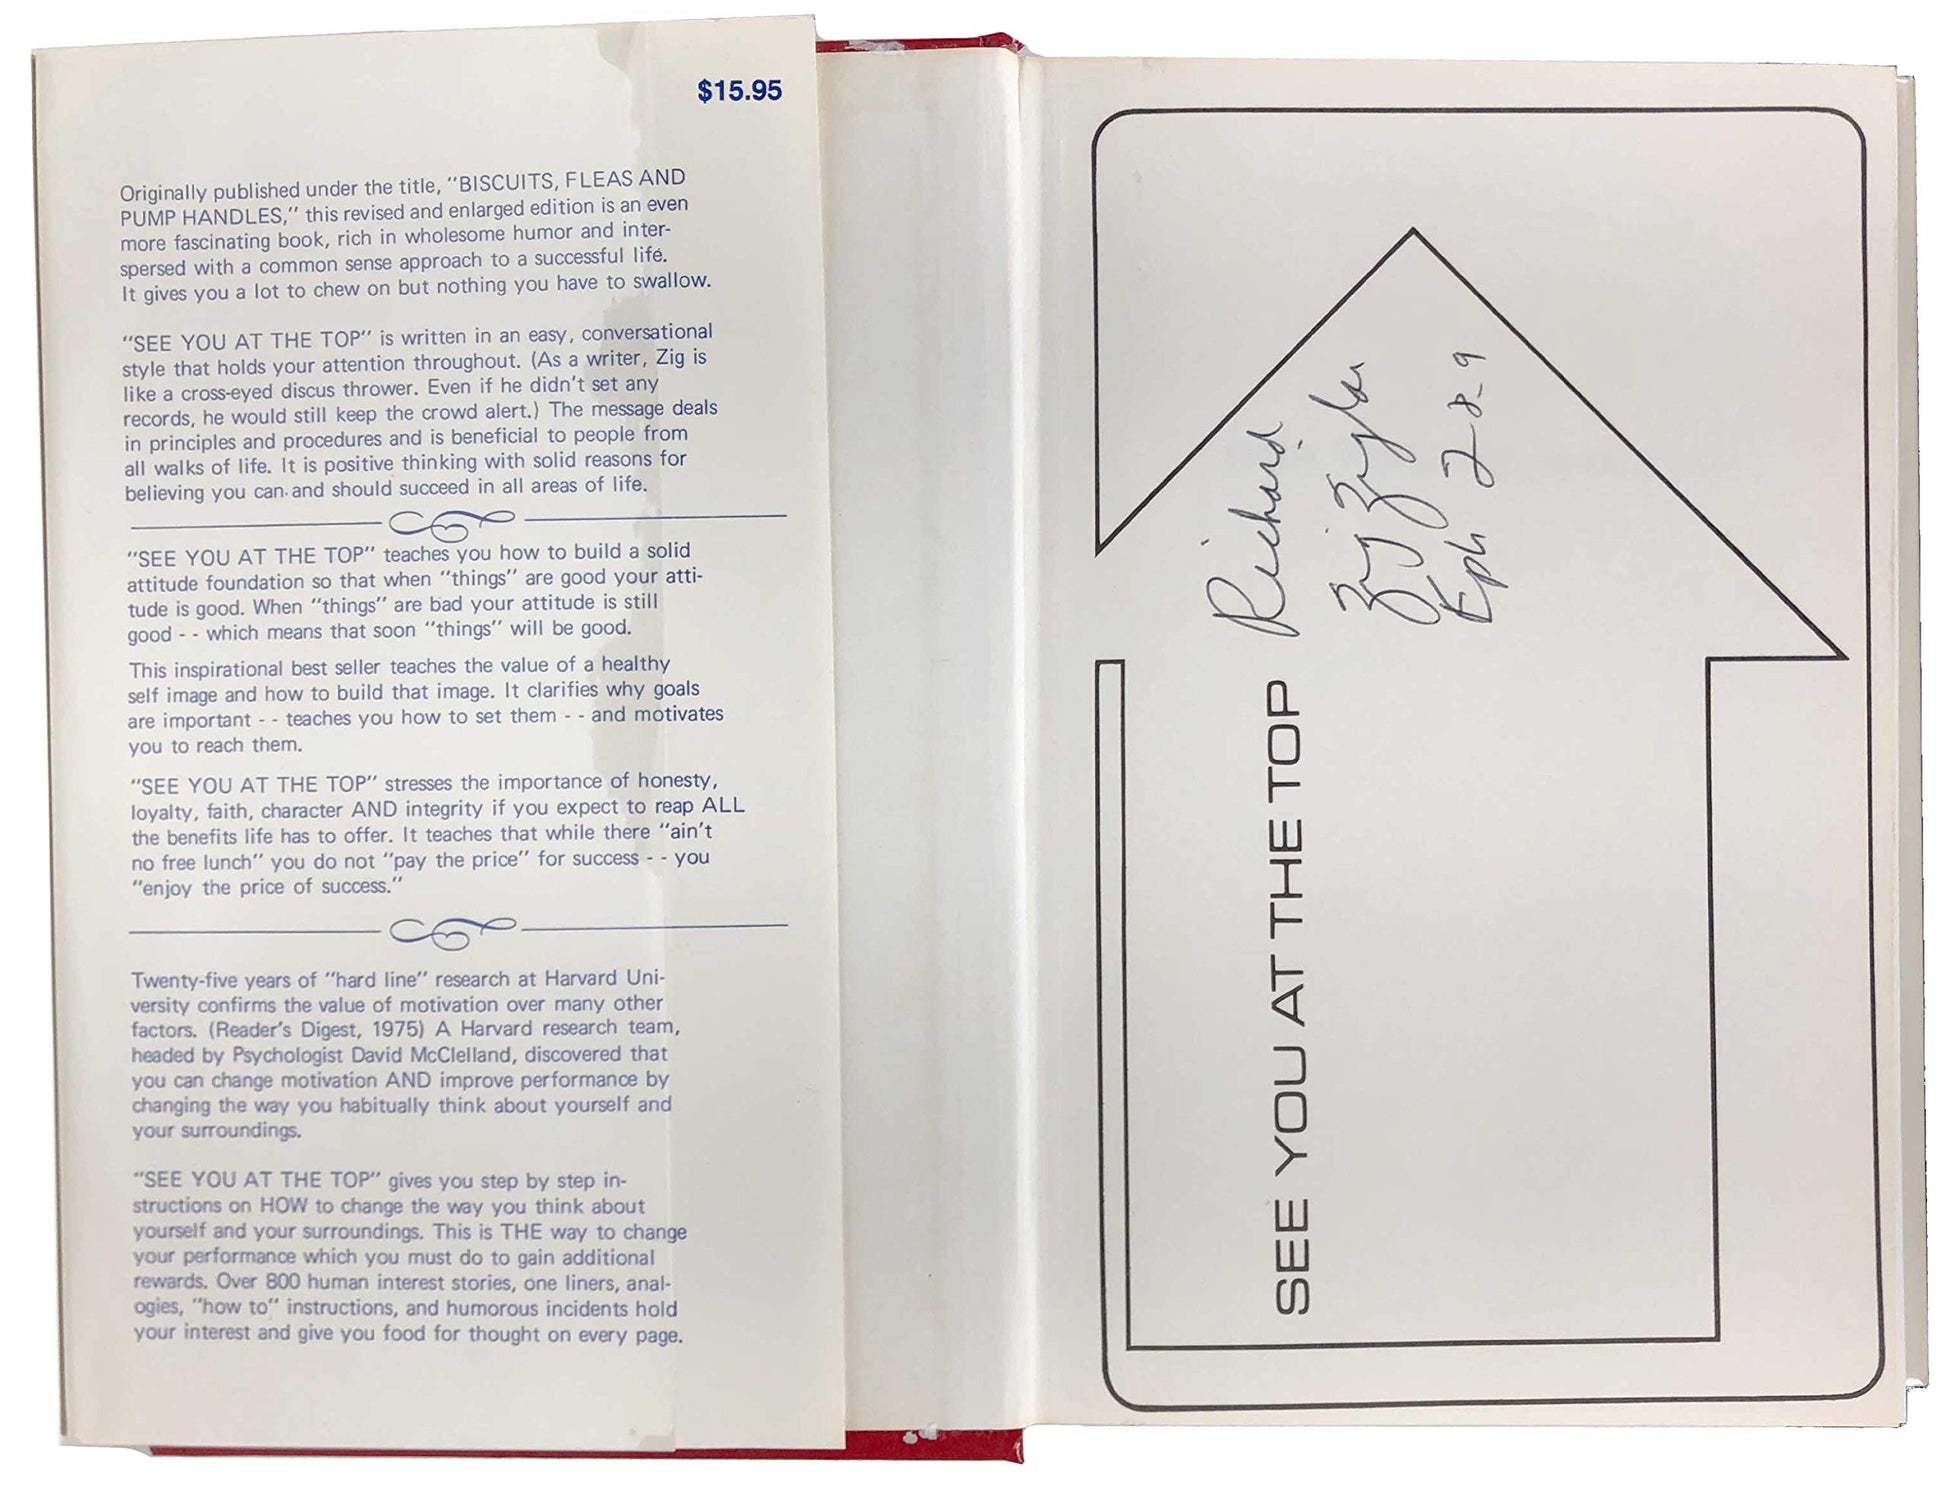 $15.95
Originally published under the title, "BISCUITS, FLEAS AND
PUMP HANDLES," this revised and enlarged edition is an even
more fascinating book, rich in wholesome humor and inter-
spersed with a common sense approach to a successful life.
It gives you a lot to chew on but nothing you have to swallow.
"SEE YOU AT THE TOP" is written in an easy, conversational
style that holds your attention throughout. (As a writer, Zig is
like a cross-eyed discus thrower. Even if he didn't set any
records, he would still keep the crowd alert.) The message deals
in principles and procedures and is beneficial to people from
all walks of life. It is positive thinking with solid reasons for
believing you can and should succeed in all areas of life.
"SEE YOU AT THE TOP" teaches you how to build a solid
attitude foundation so that when "things" are good your atti-
tude is good. When "things" are bad your attitude is still
good - - which means that soon "things" will be good.
This inspirational best seller teaches the value of a healthy
self image and how to build that image. It clarifies why goals
are important - - teaches you how to set them - - and motivates
you to reach them.
"SEE YOU AT THE TOP" stresses the importance of honesty,
loyalty, faith, character AND integrity if you expect to reap ALL
the benefits life has to offer. It teaches that while there "ain't
no free lunch" you do not "pay the price" for success - - you
"enjoy the price of success."
Twenty-five years of "hard line" research at Harvard Uni-
versity confirms the value of motivation over many other
factors. (Reader's Digest, 1975) A Harvard research team,
headed by Psychologist David McClelland, discovered that
you can change motivation AND improve performance by
changing the way you habitually think about yourself and
your surroundings.
"SEE YOU AT THE TOP" gives you step by step in-
structions on HOW to change the way you think about
yourself and your surroundings. This is THE way to change
your performance which you must do to gain additional
rewards. Over 800 human interest stories, one liners, anal-
ogies, "how to" instructions, and humorous incidents hold
your interest and give you food for thought on every page.
SEE YOU AT THE TOP
Richard
Zig Ziglar
Eph 2-8-9